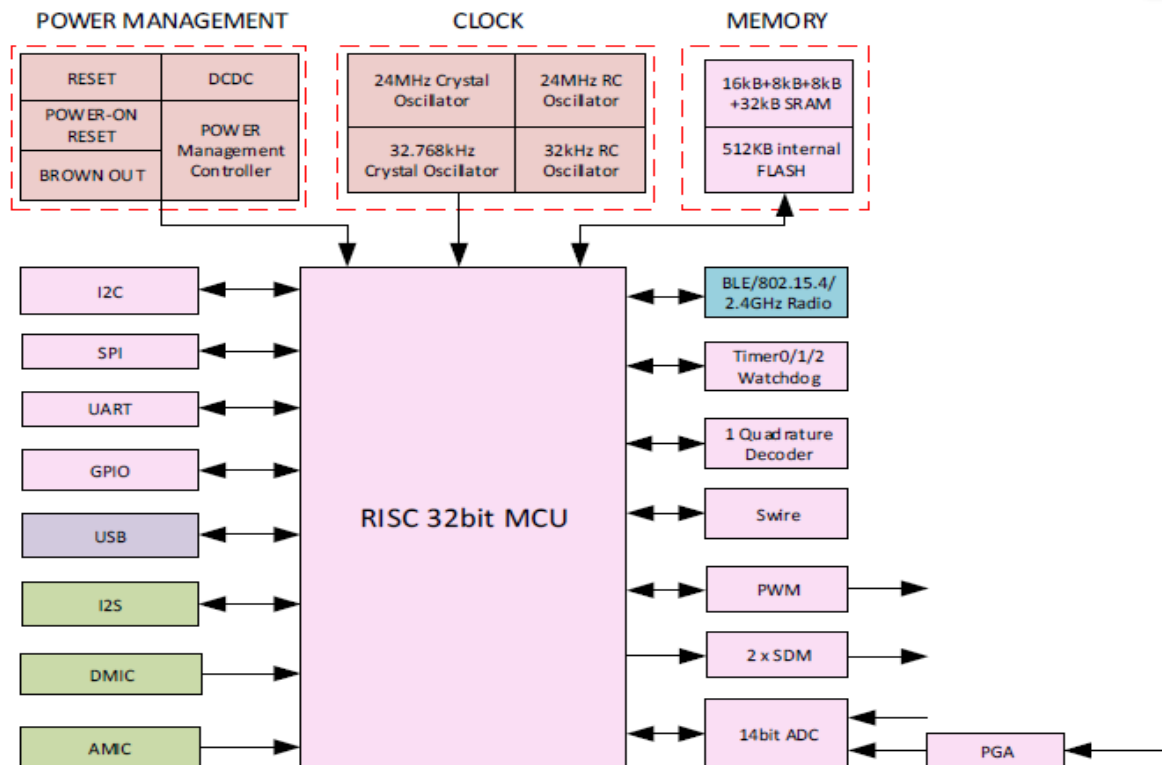 POWER MANAGEMENT
CLOCK
MEMORY
RESET
DCDC
POWER-ON
RESET
POWER
Management
Controller
BROWN OUT
24MHz Crystal
Oscillator
24MHz RC
Oscillator
32.768kHz
Crystal Oscillator
32kHz RC
Oscillator
16kB+8kB+8kB
+32kB SRAM
512KB internal
FLASH
I2C
SPI
UART
GPIO
USB
I2S
DMIC
AMIC
RISC 32bit MCU
BLE/802.15.4/
2.4GHz Radio
Timer0/1/2
Watchdog
1 Quadrature
Decoder
Swire
PWM
2 x SDM
14bit ADC
PGA